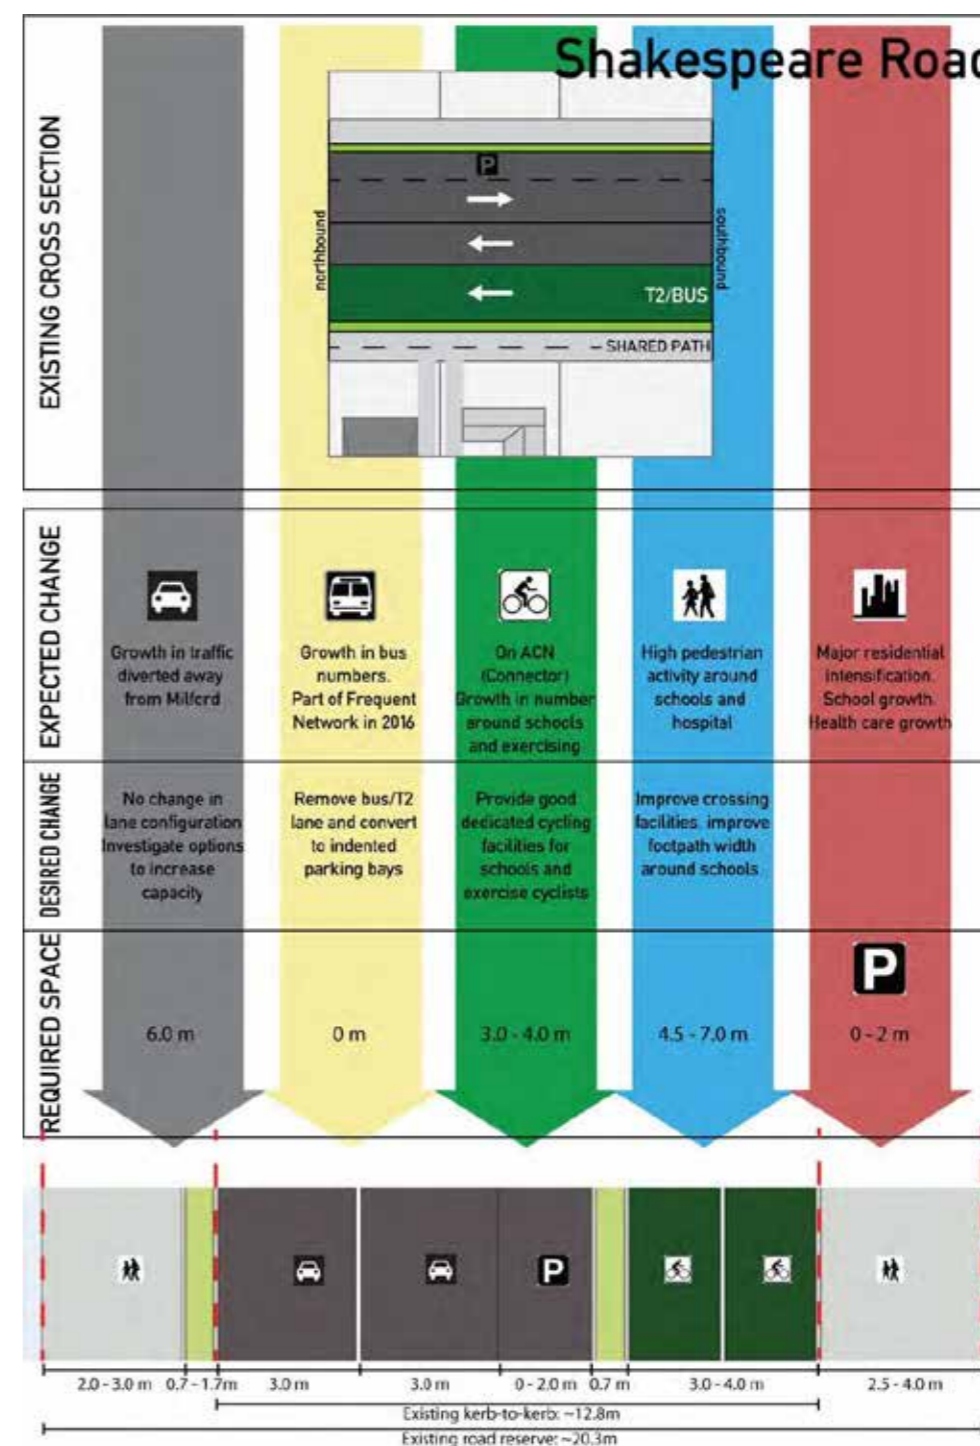 Shakespeare Road
EXISTING CROSS SECTION
northbound
P
southbound
T2/BUS
SHARED PATH
EXPECTED CHANGE
Growth in traffic
diverted away
from Milford
Growth in bus
numbers.
Part of Frequent
Network in 2016
On ACN
(Connector)
Growth in number
around schools
and exercising
High pedestrian
activity around
schools and
hospital
Major residential
intensification.
School growth.
Health care growth
DESIRED CHANGE
No change in
lane configuration
Investigate options
to increase
capacity
Remove bus/T2
lane and convert
to indented
parking bays
Provide good
dedicated cycling
facilities for
schools and
exercise cyclists
Improve crossing
facilities, improve
footpath width
around schools
REQUIRED SPACE
P
6.0 m
0 m
3.0 - 4.0 m
4.5 - 7.0 m
0 - 2 m
P
2.0 - 3.0 m 0.7 - 1.7m 3.0 m 3.0 m 0 - 2.0 m 0.7 m 3.0 - 4.0 m 2.5 - 4.0 m
Existing kerb-to-kerb: ~12.8m
Existing road reserve: ~20.3m